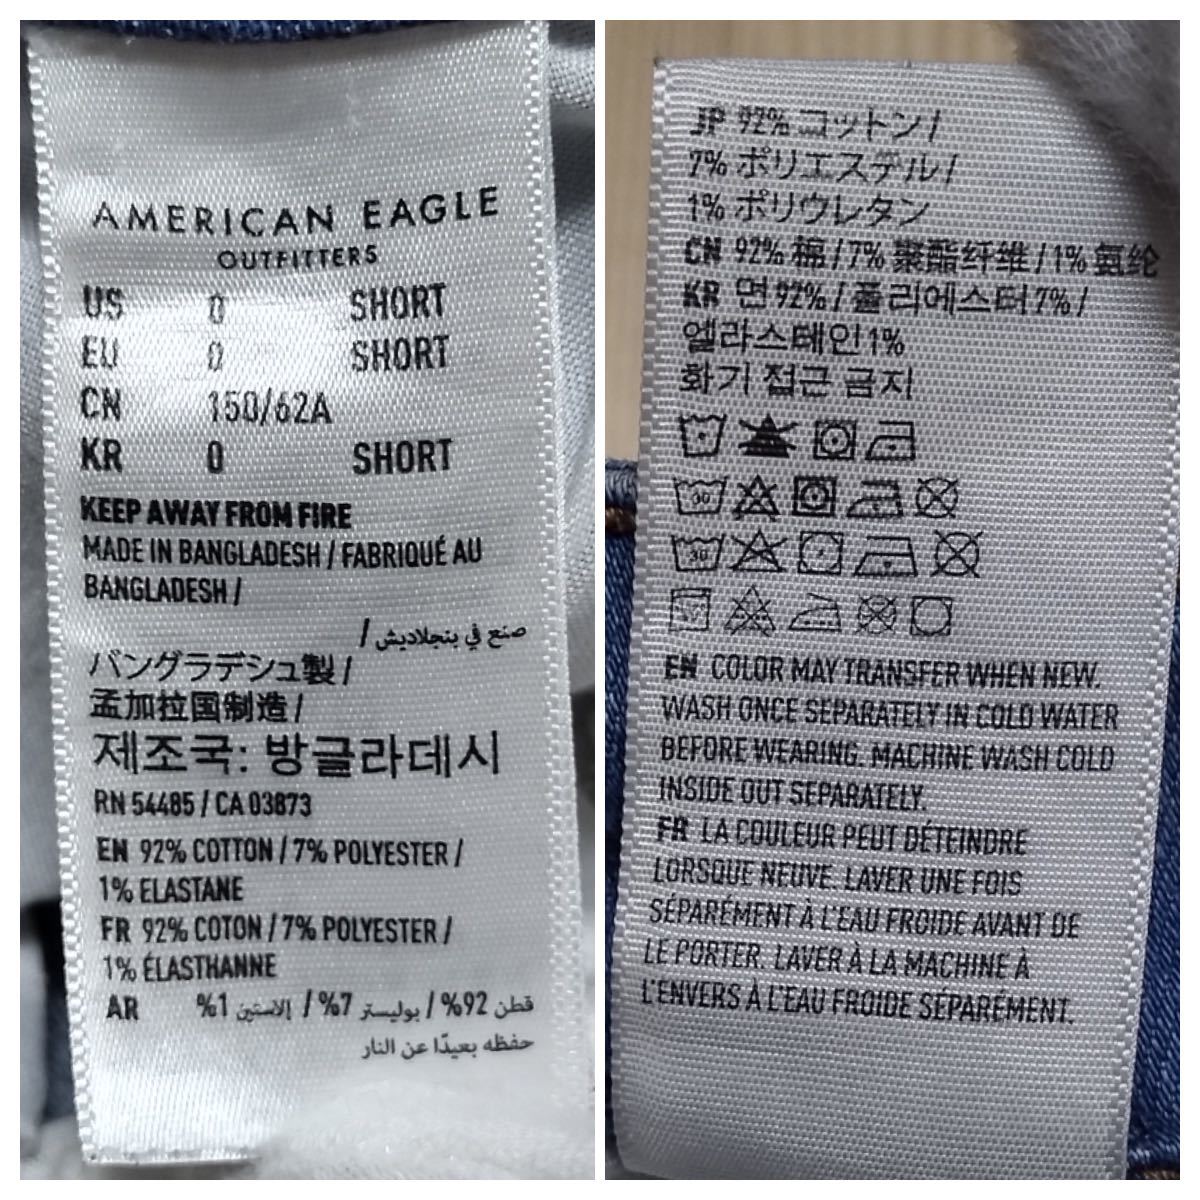 AMERICAN EAGLE
OUTFITTERS
US 0 SHORT
EU 0 SHORT
CN 150/62A
KR 0 SHORT
KEEP AWAY FROM FIRE
MADE IN BANGLADESH / FABRIQUÉ AU
BANGLADESH /
صنع في بنجلاديش /
バングラデシュ製 /
孟加拉国制造 /
제조국: 방글라데시
RN 54485 / CA 03873
EN 92% COTTON / 7% POLYESTER /
1% ELASTANE
FR 92% COTON / 7% POLYESTER /
1% ÉLASTHANNE
AR قطن 92% / بوليستر 7% / إلاستين 1%
حفظه بعيدًا عن النار
JP 92% コットン /
7% ポリエステル /
1% ポリウレタン
CN 92% 棉 / 7% 聚酯纤维 / 1% 氨纶
KR 면 92% / 폴리에스터 7% /
엘라스테인 1%
화기 접근 금지
30
30
EN COLOR MAY TRANSFER WHEN NEW.
WASH ONCE SEPARATELY IN COLD WATER
BEFORE WEARING. MACHINE WASH COLD
INSIDE OUT SEPARATELY.
FR LA COULEUR PEUT DÉTEINDRE
LORSQUE NEUVE. LAVER UNE FOIS
SÉPARÉMENT À L'EAU FROIDE AVANT DE
LE PORTER. LAVER À LA MACHINE À
L'ENVERS À L'EAU FROIDE SÉPARÉMENT.